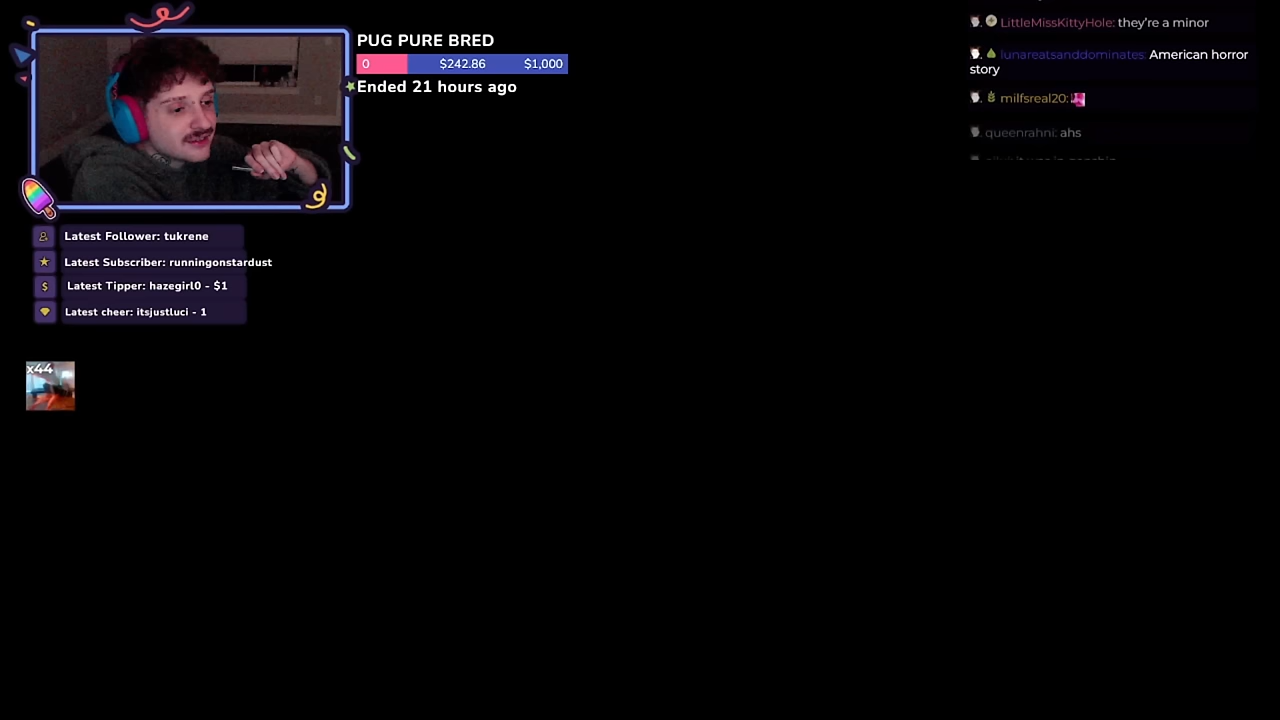 PUG PURE BRED
0 $242.86 $1,000
Ended 21 hours ago
Latest Follower: tukrene
Latest Subscriber: runningonstardust
Latest Tipper: hazegirl0 - $1
Latest cheer: itsjustluci - 1
x44
LittleMissKittyHole: they're a minor
lunareatsanddominates: American horror
story
milfsreal20:
queenrahni: ahs